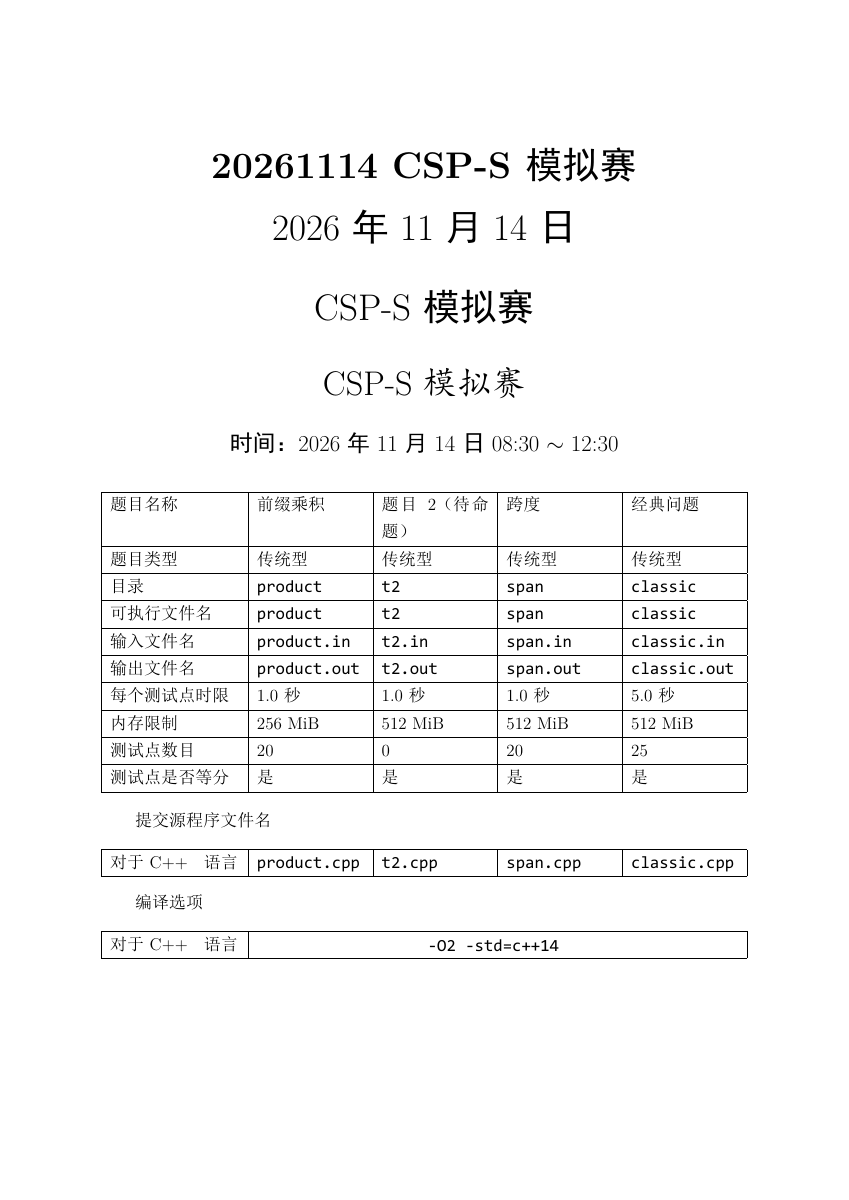 20261114 CSP-S 模拟赛
2026 年 11 月 14 日
CSP-S 模拟赛
CSP-S 模拟赛
时间：2026 年 11 月 14 日 08:30 ∼ 12:30
题目名称 前缀乘积 题目 2（待命题） 跨度 经典问题
题目类型 传统型 传统型 传统型 传统型
目录 product t2 span classic
可执行文件名 product t2 span classic
输入文件名 product.in t2.in span.in classic.in
输出文件名 product.out t2.out span.out classic.out
每个测试点时限 1.0 秒 1.0 秒 1.0 秒 5.0 秒
内存限制 256 MiB 512 MiB 512 MiB 512 MiB
测试点数目 20 0 20 25
测试点是否等分 是 是 是 是
提交源程序文件名
对于 C++ 语言 product.cpp t2.cpp span.cpp classic.cpp
编译选项
对于 C++ 语言 -O2 -std=c++14